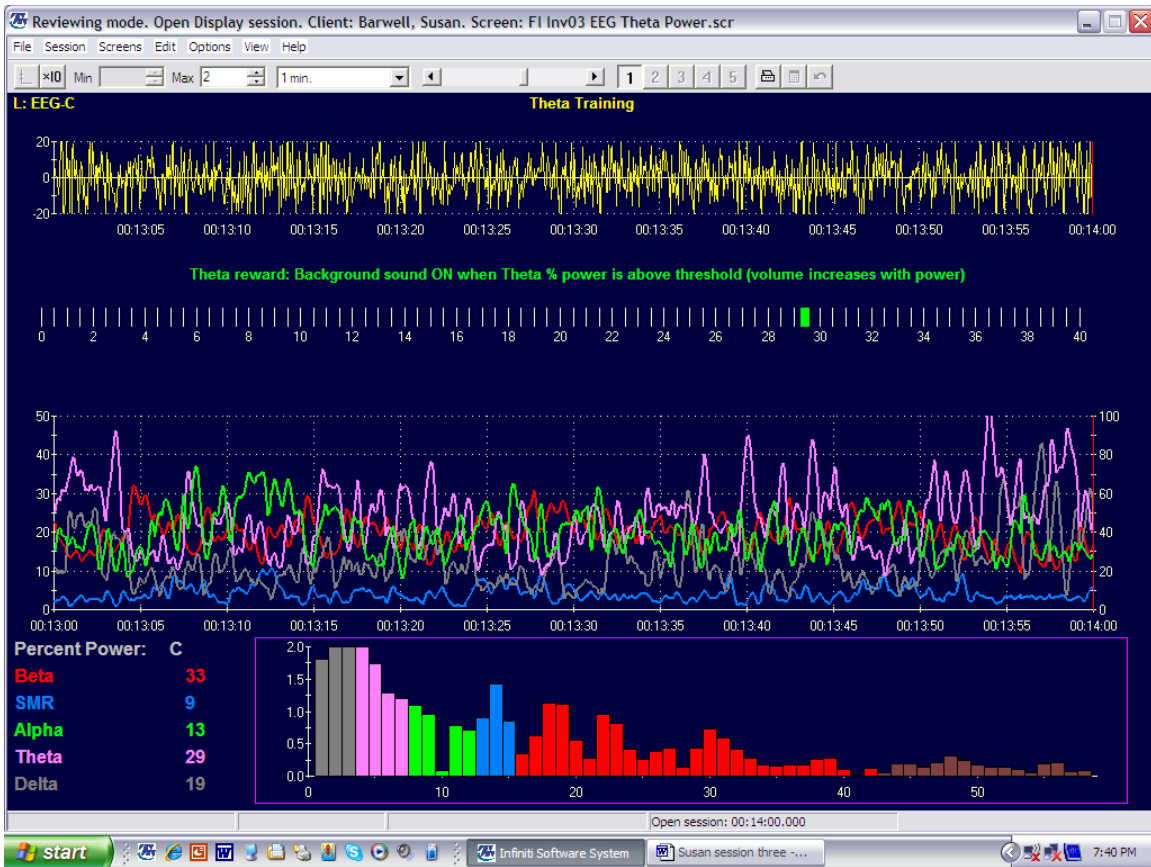 Reviewing mode. Open Display session. Client: Barwell, Susan. Screen: FI Inv03 EEG Theta Power.scr
File Session Screens Edit Options View Help
×10 Min Max 2 1 min. 1 2 3 4 5
L: EEG-C Theta Training
20
0
-20
00:13:05 00:13:10 00:13:15 00:13:20 00:13:25 00:13:30 00:13:35 00:13:40 00:13:45 00:13:50 00:13:55 00:14:00
Theta reward: Background sound ON when Theta % power is above threshold (volume increases with power)
0 2 4 6 8 10 12 14 16 18 20 22 24 26 28 30 32 34 36 38 40
50 100
40 80
30 60
20 40
10 20
0 0
00:13:00 00:13:05 00:13:10 00:13:15 00:13:20 00:13:25 00:13:30 00:13:35 00:13:40 00:13:45 00:13:50 00:13:55 00:14:00
Percent Power: C
Beta 33
SMR 9
Alpha 13
Theta 29
Delta 19
2.0
1.5
1.0
0.5
0.0
0 10 20 30 40 50
Open session: 00:14:00.000
start Infiniti Software System Susan session three -... 7:40 PM